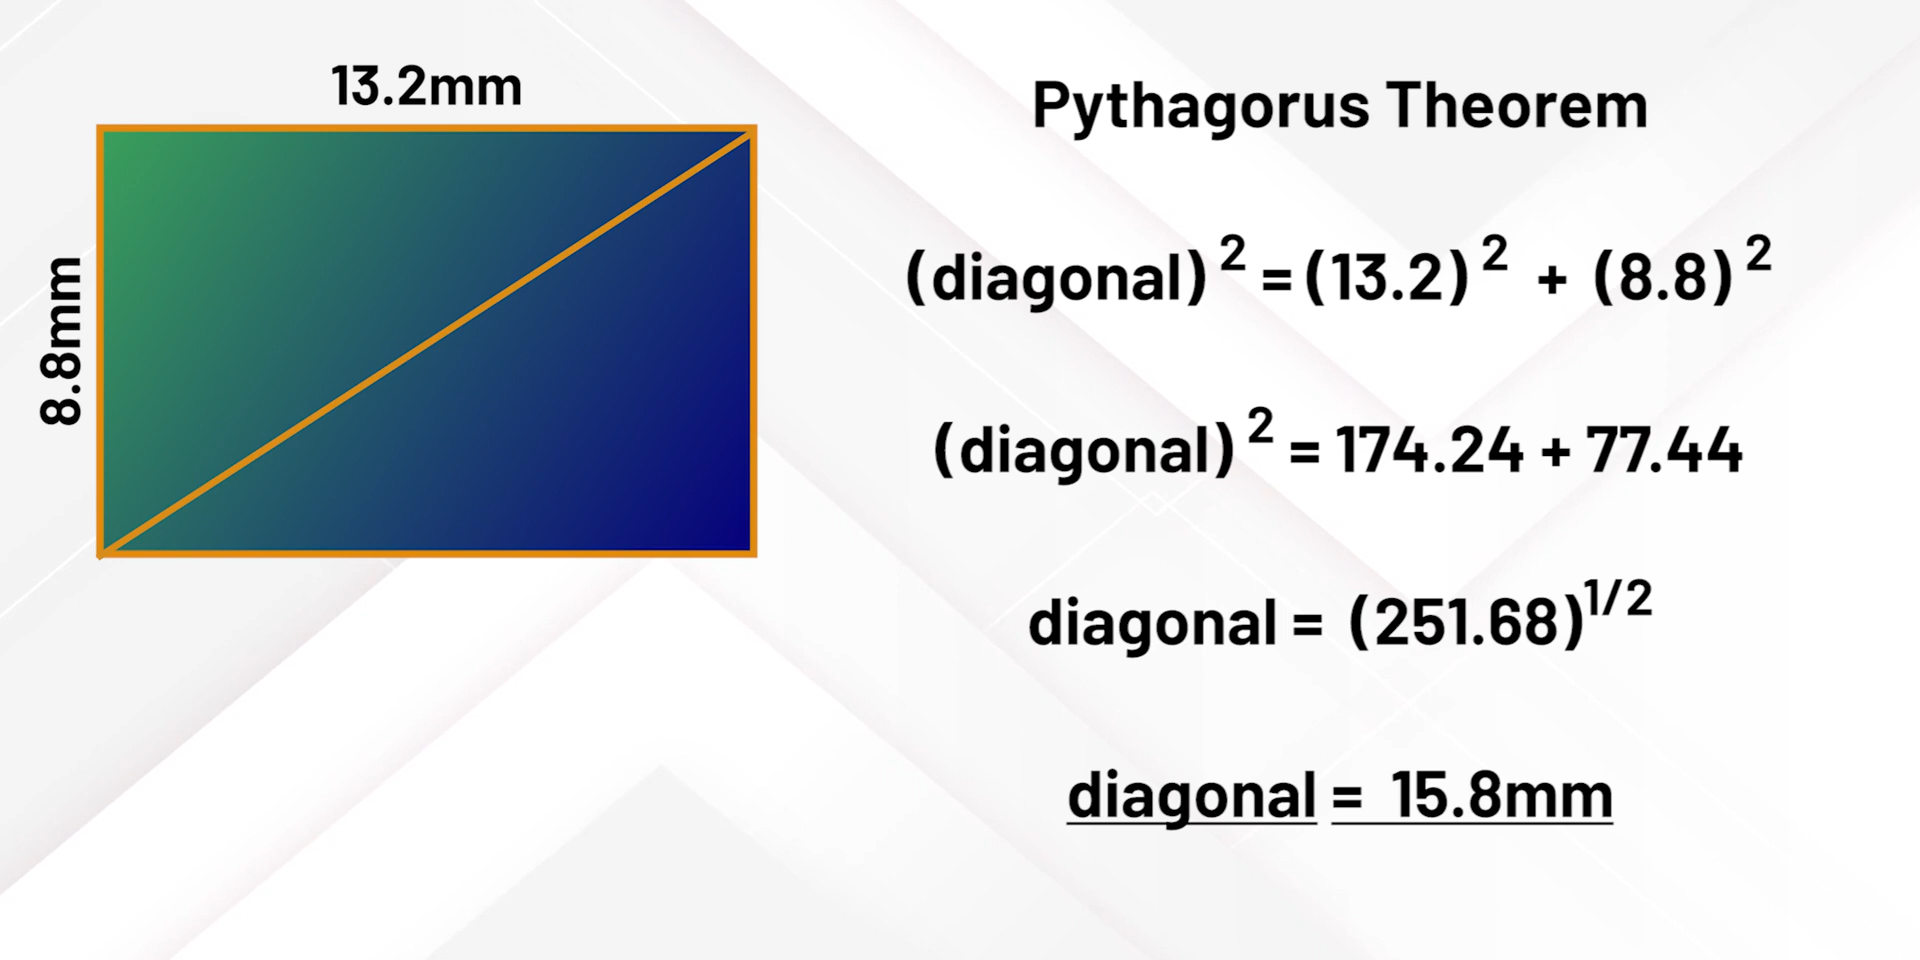 13.2mm
8.8mm
Pythagorus Theorem
(diagonal)² = (13.2)² + (8.8)²
(diagonal)² = 174.24 + 77.44
diagonal = (251.68)^1/2
diagonal = 15.8mm